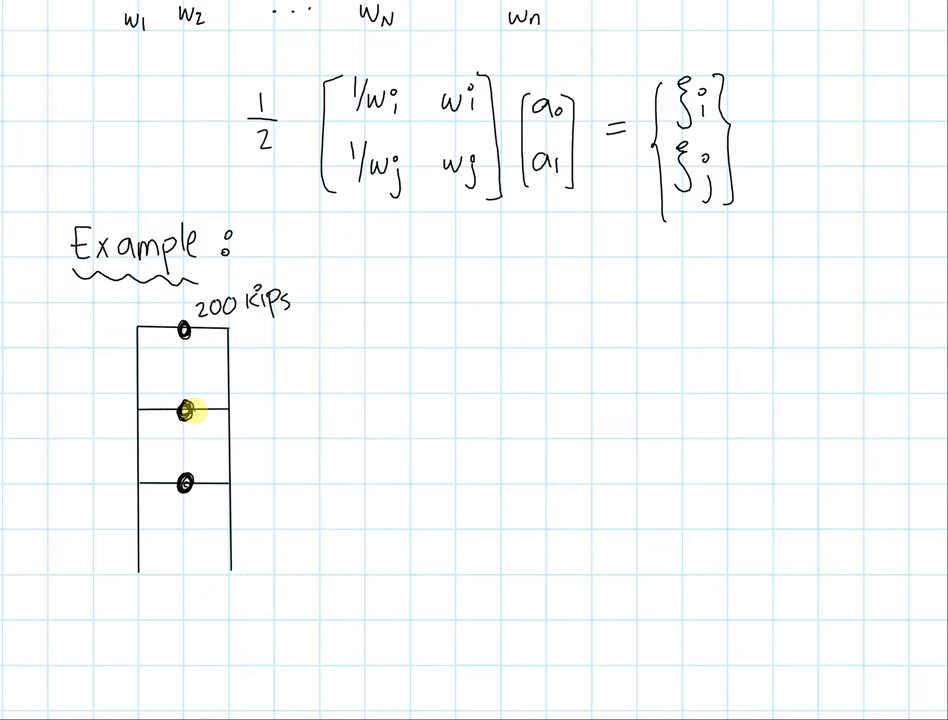 w1 w2 ... wN wn
1/2 [1/wi wi; 1/wj wj] [a0; a1] = {ξi; ξj}
Example :
200 Kips